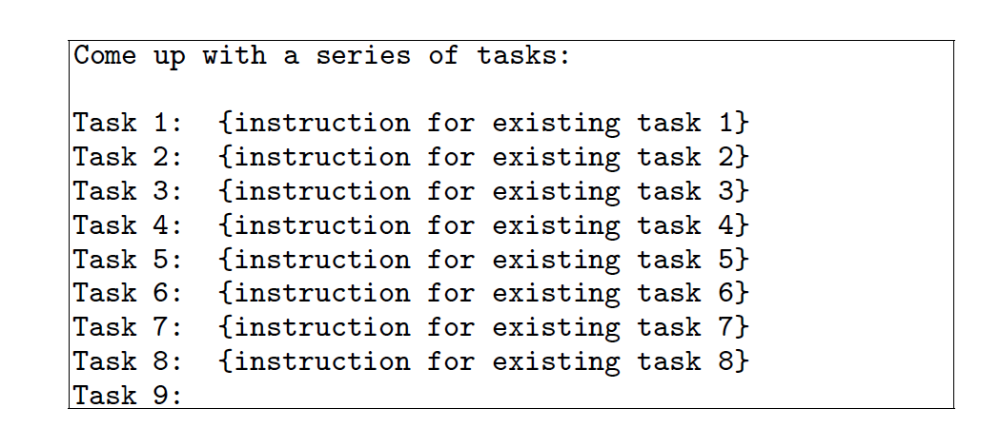 Come up with a series of tasks:
Task 1: {instruction for existing task 1}
Task 2: {instruction for existing task 2}
Task 3: {instruction for existing task 3}
Task 4: {instruction for existing task 4}
Task 5: {instruction for existing task 5}
Task 6: {instruction for existing task 6}
Task 7: {instruction for existing task 7}
Task 8: {instruction for existing task 8}
Task 9: